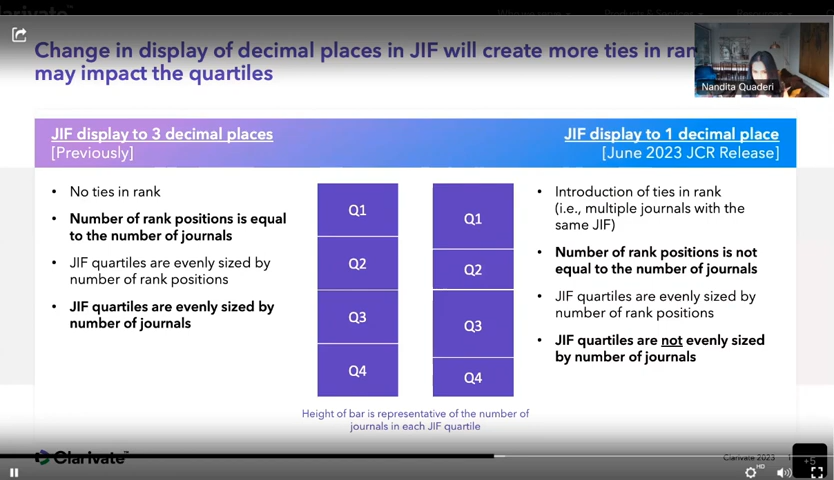 Change in display of decimal places in JIF will create more ties in ran
may impact the quartiles
Nandita Quaderi
JIF display to 3 decimal places
[Previously]
JIF display to 1 decimal place
[June 2023 JCR Release]
• No ties in rank
• Number of rank positions is equal
to the number of journals
• JIF quartiles are evenly sized by
number of rank positions
• JIF quartiles are evenly sized by
number of journals
Q1
Q2
Q3
Q4
Q1
Q2
Q3
Q4
Height of bar is representative of the number of
journals in each JIF quartile
• Introduction of ties in rank
(i.e., multiple journals with the
same JIF)
• Number of rank positions is not
equal to the number of journals
• JIF quartiles are evenly sized by
number of rank positions
• JIF quartiles are not evenly sized
by number of journals
Clarivate™
Clarivate 2023
+5
HD